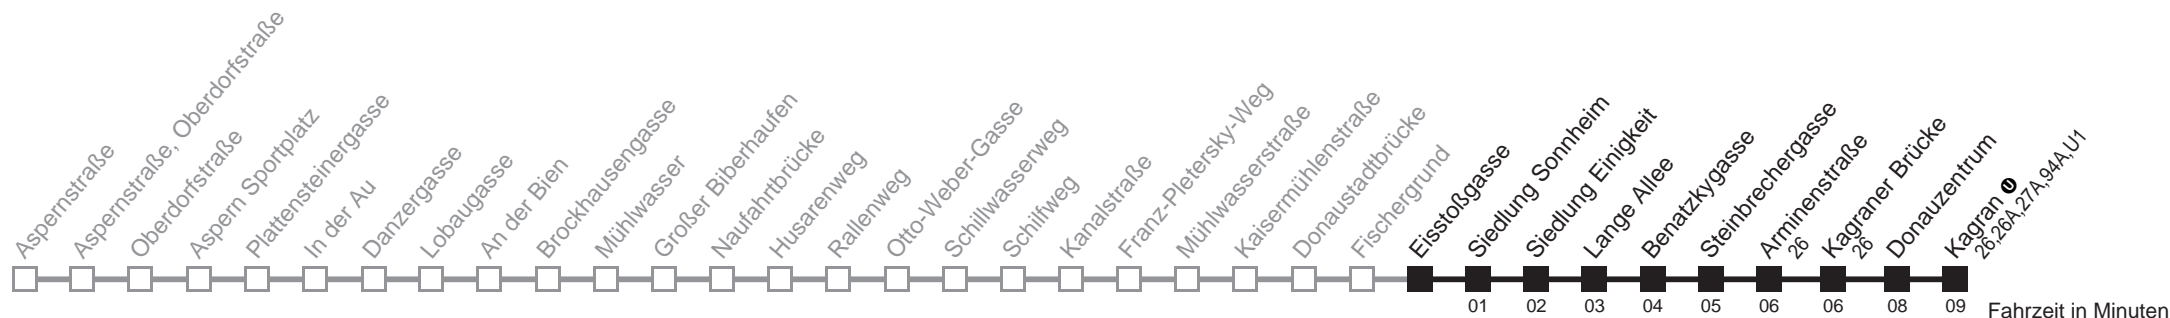 Aspernstraße
Aspernstraße, Oberdorfstraße
Oberdorfstraße
Aspern Sportplatz
Plattensteinergasse
In der Au
Danzergasse
Lobaugasse
An der Bien
Brockhausengasse
Mühlwasser
Großer Biberhaufen
Naufahrtbrücke
Husarenweg
Rallenweg
Otto-Weber-Gasse
Schillwasserweg
Schilfweg
Kanalstraße
Franz-Pletersky-Weg
Mühlwasserstraße
Kaisermühlenstraße
Donaustadtbrücke
Fischergrund
Eisstoßgasse
Siedlung Sonnheim
Siedlung Einigkeit
Lange Allee
Benatzkygasse
Steinbrechergasse
Arminenstraße
26
Kagraner Brücke
26
Donauzentrum
Kagran U
26,26A,27A,94A,U1
01 02 03 04 05 06 06 08 09 Fahrzeit in Minuten